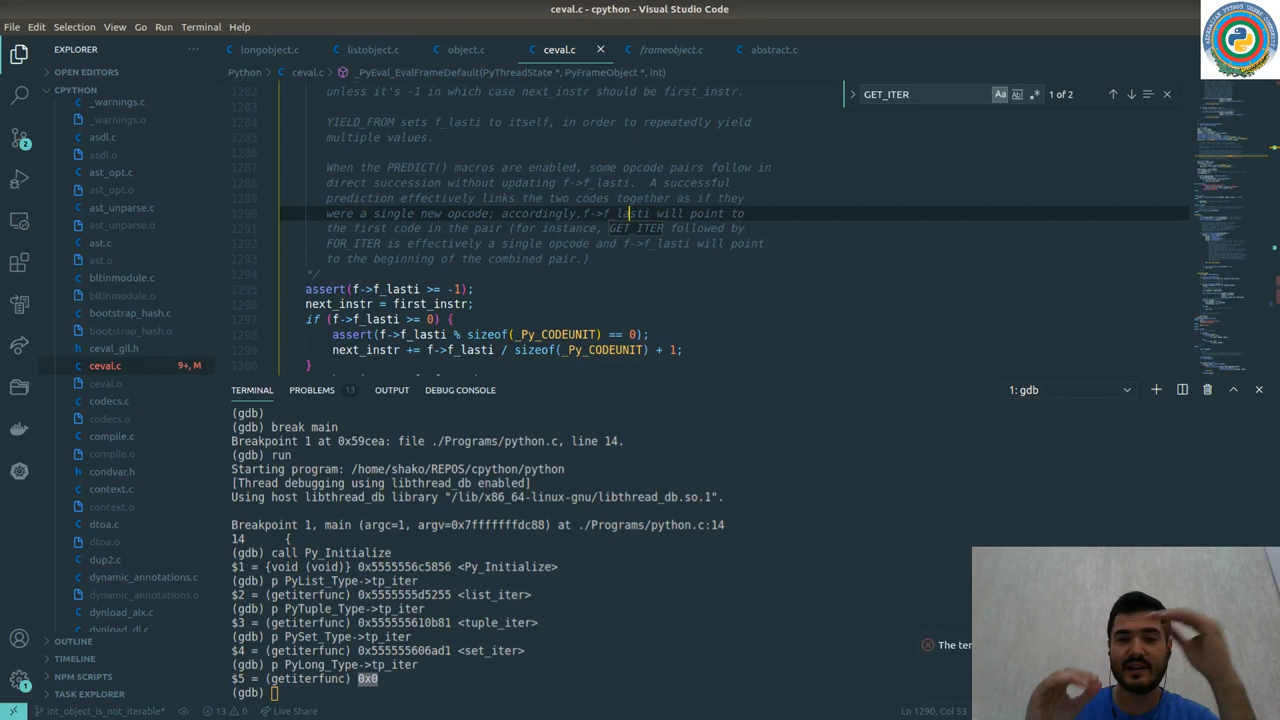 ceval.c - cpython - Visual Studio Code
File Edit Selection View Go Run Terminal Help
EXPLORER
longobject.c listobject.c object.c ceval.c frameobject.c abstract.c
OPEN EDITORS
Python ceval.c _PyEval_EvalFrameDefault(PyThreadState *, PyFrameObject *, int)
CPYTHON
_warnings.c
_warnings.o
asdl.c
asdl.o
ast_opt.c
ast_opt.o
ast_unparse.c
ast_unparse.o
ast.c
ast.o
bltinmodule.c
bltinmodule.o
bootstrap_hash.c
bootstrap_hash.o
ceval_gil.h
ceval.c 9+, M
ceval.o
codecs.c
codecs.o
compile.c
compile.o
condvar.h
context.c
context.o
dtoa.c
dtoa.o
dup2.c
dynamic_annotations.c
dynamic_annotations.o
dynload_aix.c
dynload_dl.c
OUTLINE
TIMELINE
NPM SCRIPTS
TASK EXPLORER
GET_ITER Aa Abl .* 1 of 2
1282 unless it's -1 in which case next_instr should be first_instr.
1283
1284 YIELD_FROM sets f_lasti to itself, in order to repeatedly yield
1285 multiple values.
1286
1287 When the PREDICT() macros are enabled, some opcode pairs follow in
1288 direct succession without updating f->f_lasti. A successful
1289 prediction effectively links the two codes together as if they
1290 were a single new opcode; accordingly,f->f_lasti will point to
1291 the first code in the pair (for instance, GET_ITER followed by
1292 FOR_ITER is effectively a single opcode and f->f_lasti will point
1293 to the beginning of the combined pair.)
1294 */
1295 assert(f->f_lasti >= -1);
1296 next_instr = first_instr;
1297 if (f->f_lasti >= 0) {
1298 assert(f->f_lasti % sizeof(_Py_CODEUNIT) == 0);
1299 next_instr += f->f_lasti / sizeof(_Py_CODEUNIT) + 1;
1300 }
TERMINAL PROBLEMS 13 OUTPUT DEBUG CONSOLE 1: gdb
(gdb)
(gdb) break main
Breakpoint 1 at 0x59cea: file ./Programs/python.c, line 14.
(gdb) run
Starting program: /home/shako/REPOS/cpython/python
[Thread debugging using libthread_db enabled]
Using host libthread_db library "/lib/x86_64-linux-gnu/libthread_db.so.1".
Breakpoint 1, main (argc=1, argv=0x7fffffffdc88) at ./Programs/python.c:14
14 {
(gdb) call Py_Initialize
$1 = {void (void)} 0x5555556c5856 <Py_Initialize>
(gdb) p PyList_Type->tp_iter
$2 = (getiterfunc) 0x5555555d5255 <list_iter>
(gdb) p PyTuple_Type->tp_iter
$3 = (getiterfunc) 0x555555610b81 <tuple_iter>
(gdb) p PySet_Type->tp_iter
$4 = (getiterfunc) 0x555555606ad1 <set_iter>
(gdb) p PyLong_Type->tp_iter
$5 = (getiterfunc) 0x0
(gdb)
The ter
2
1
int_object_is_not_iterable* 13 0 Live Share
Ln 1290, Col 53